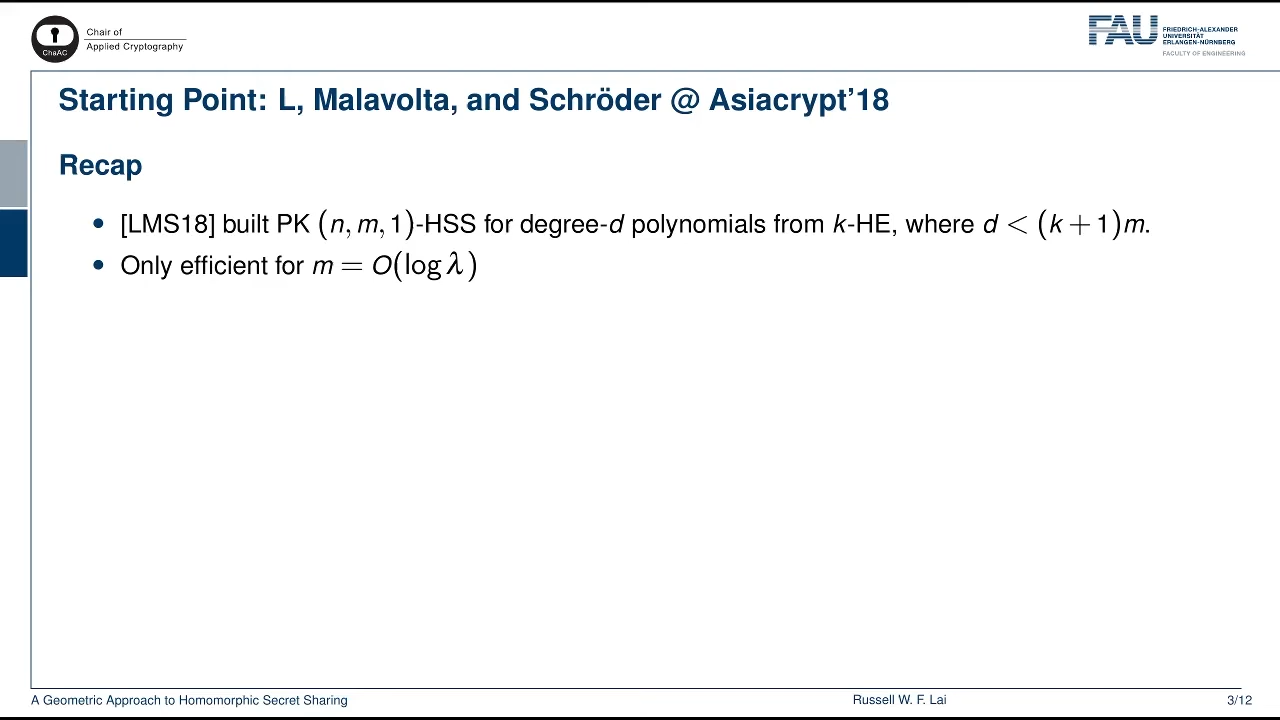 Chair of
Applied Cryptography
ChaAC
FAU
FRIEDRICH-ALEXANDER
UNIVERSITÄT
ERLANGEN-NÜRNBERG
FACULTY OF ENGINEERING
Starting Point: L, Malavolta, and Schröder @ Asiacrypt'18
Recap
• [LMS18] built PK (n, m, 1)-HSS for degree-d polynomials from k-HE, where d < (k + 1)m.
• Only efficient for m = O(log λ)
A Geometric Approach to Homomorphic Secret Sharing
Russell W. F. Lai
3/12